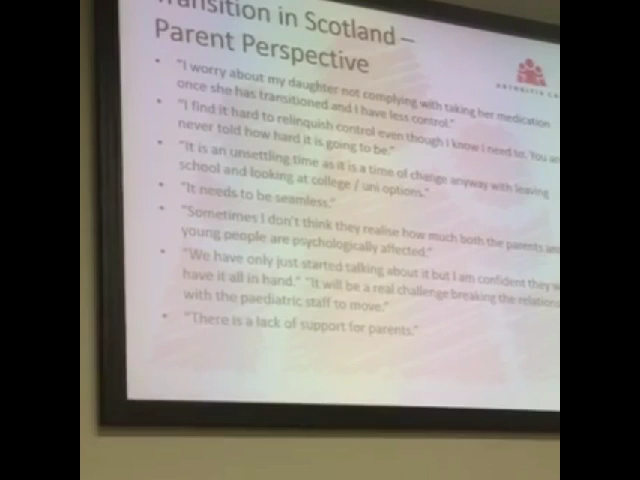 Transition in Scotland –
Parent Perspective
ARTHRITIS CA
• "I worry about my daughter not complying with taking her medication
once she has transitioned and I have less control."
• "I find it hard to relinquish control even though I know I need to. You
never told how hard it is going to be."
• "It is an unsettling time as it is a time of change anyway with leaving
school and looking at college / uni options."
• "It needs to be seamless."
• "Sometimes I don't think they realise how much both the parents
young people are psychologically affected."
• "We have only just started talking about it but I am confident they
have it all in hand." "It will be a real challenge breaking the
with the paediatric staff to move."
• "There is a lack of support for parents."